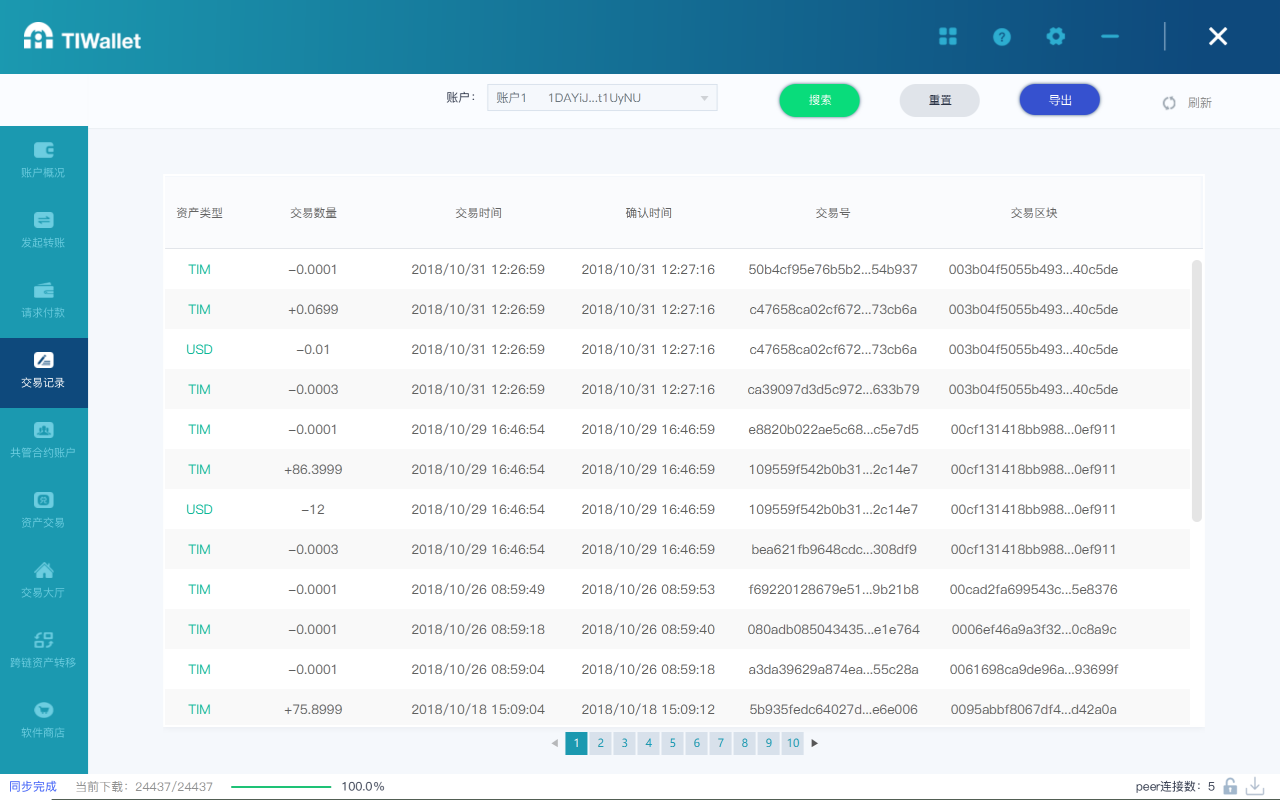 TIWallet
账户： 账户1 1DAYiJ...t1UyNU 搜索 重置 导出 刷新
账户概况
发起转账
请求付款
交易记录
共管合约账户
资产交易
交易大厅
跨链资产转移
软件商店
资产类型 交易数量 交易时间 确认时间 交易号 交易区块
TIM −0.0001 2018/10/31 12:26:59 2018/10/31 12:27:16 50b4cf95e76b5b2...54b937 003b04f5055b493...40c5de
TIM +0.0699 2018/10/31 12:26:59 2018/10/31 12:27:16 c47658ca02cf672...73cb6a 003b04f5055b493...40c5de
USD −0.01 2018/10/31 12:26:59 2018/10/31 12:27:16 c47658ca02cf672...73cb6a 003b04f5055b493...40c5de
TIM −0.0003 2018/10/31 12:26:59 2018/10/31 12:27:16 ca39097d3d5c972...633b79 003b04f5055b493...40c5de
TIM −0.0001 2018/10/29 16:46:54 2018/10/29 16:46:59 e8820b022ae5c68...c5e7d5 00cf131418bb988...0ef911
TIM +86.3999 2018/10/29 16:46:54 2018/10/29 16:46:59 109559f542b0b31...2c14e7 00cf131418bb988...0ef911
USD −12 2018/10/29 16:46:54 2018/10/29 16:46:59 109559f542b0b31...2c14e7 00cf131418bb988...0ef911
TIM −0.0003 2018/10/29 16:46:54 2018/10/29 16:46:59 bea621fb9648cdc...308df9 00cf131418bb988...0ef911
TIM −0.0001 2018/10/26 08:59:49 2018/10/26 08:59:53 f69220128679e51...9b21b8 00cad2fa699543c...5e8376
TIM −0.0001 2018/10/26 08:59:18 2018/10/26 08:59:40 080adb085043435...e1e764 0006ef46a9a3f32...0c8a9c
TIM −0.0001 2018/10/26 08:59:04 2018/10/26 08:59:18 a3da39629a874ea...55c28a 0061698ca9de96a...93699f
TIM +75.8999 2018/10/18 15:09:04 2018/10/18 15:09:12 5b935fedc64027d...e6e006 0095abbf8067df4...d42a0a
1 2 3 4 5 6 7 8 9 10
同步完成 当前下载：24437/24437 100.0% peer连接数：5